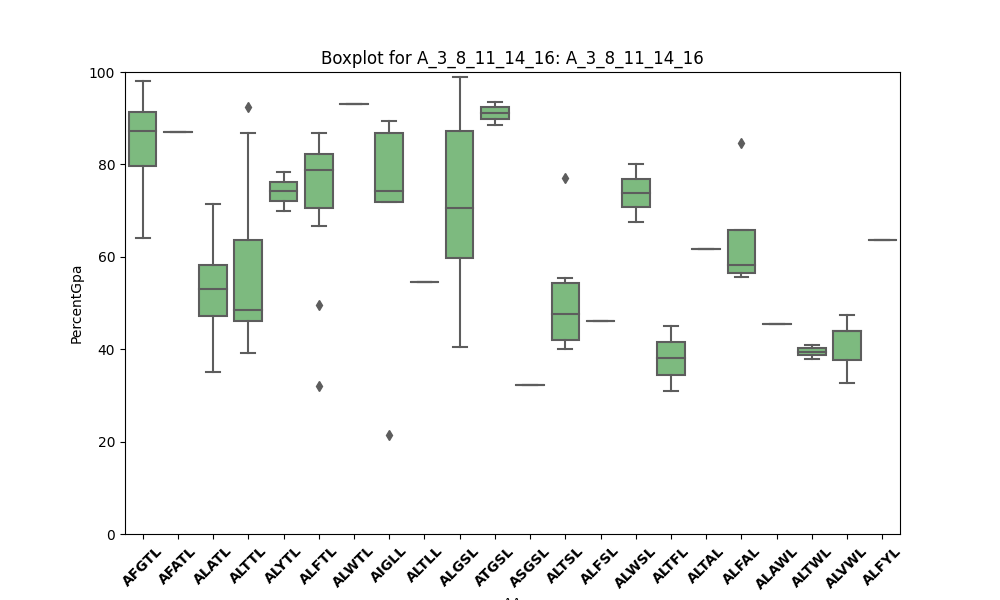 Boxplot for A_3_8_11_14_16: A_3_8_11_14_16
100
80
60
40
20
0
PercentGpa
AFGTL AFATL ALATL ALTTL ALYTL ALFTL ALWTL AIGLL ALTLL ALGSL ATGSL ASGSL ALTSL ALFSL ALWSL ALTFL ALTAL ALFAL ALAWL ALTWL ALVWL ALFYL